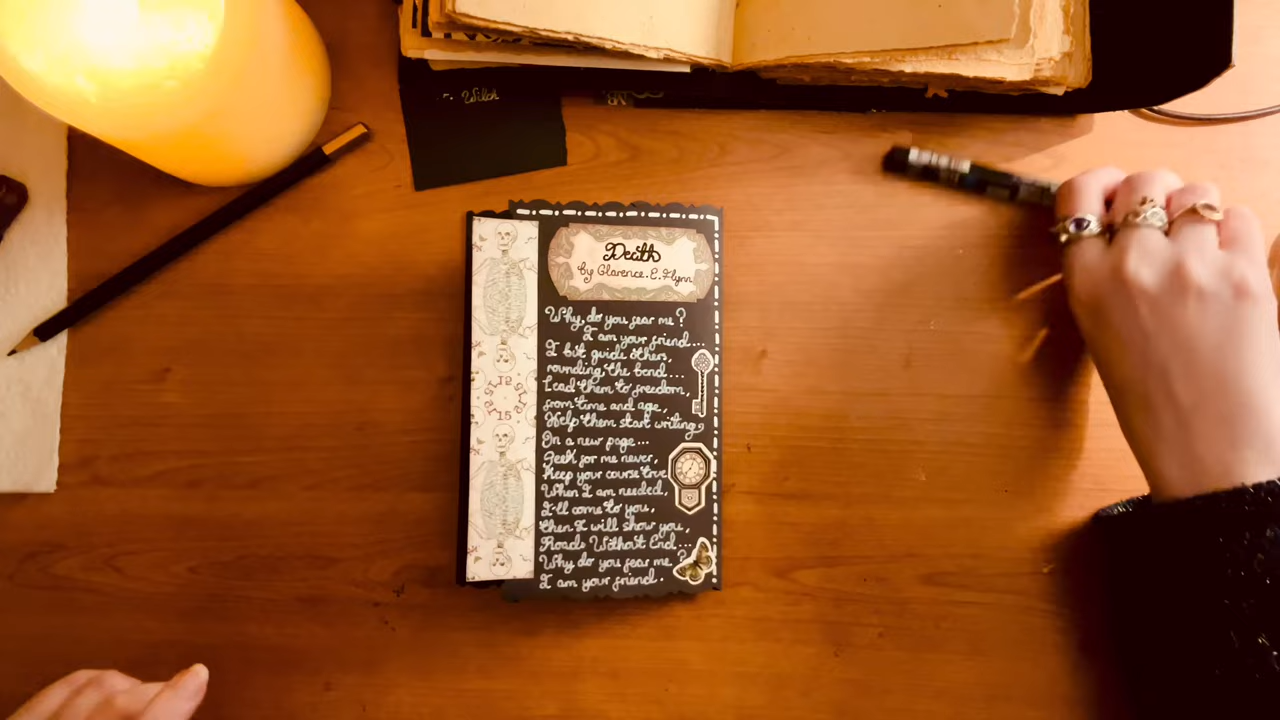 Witch
Death
by Clarence. E. Flynn
Why, do you fear me?
I am your friend...
I but guide others,
rounding, the bend....
Lead them to freedom,
from time and age,
Help them start writing,
On a new page...
Seek for me never,
Keep your course true
When I am needed,
I'll come to you,
then I will show you,
Roads Without End...
Why do you fear me?
I am your friend.
12
15